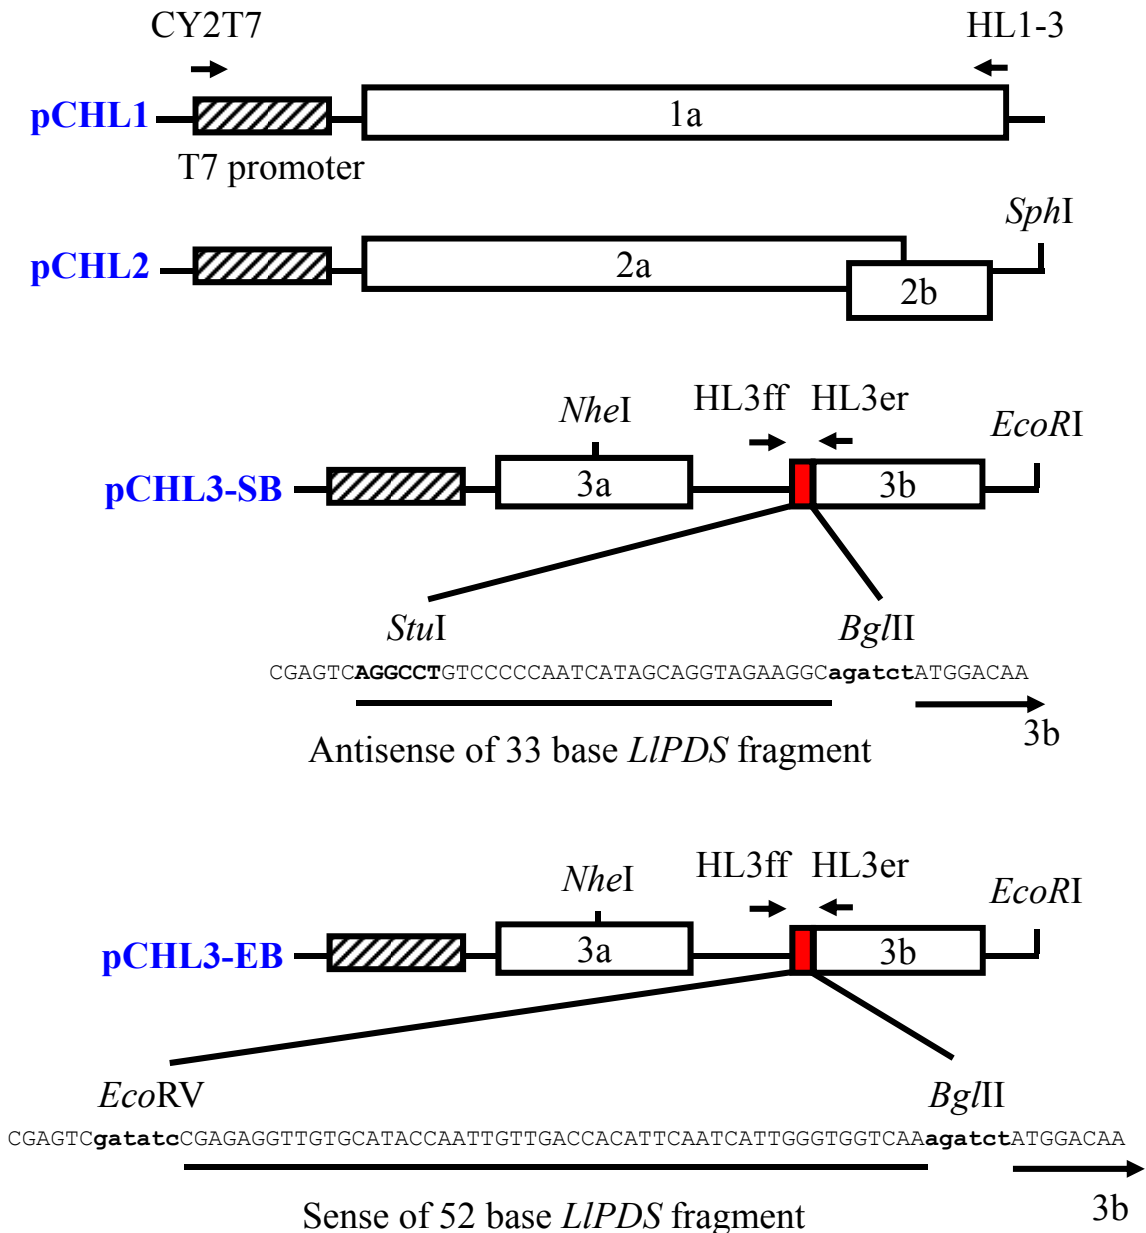 CY2T7 HL1-3
pCHL1 1a
T7 promoter
SphI
pCHL2 2a
2b
HL3ff HL3er
NheI EcoRI
pCHL3-SB 3a 3b
StuI BglII
CGAGTCAGGCCTGTCCCCCAATCATAGCAGGTAGAAGGCagatctATGGACAA
3b
Antisense of 33 base LlPDS fragment
HL3ff HL3er
NheI EcoRI
pCHL3-EB 3a 3b
EcoRV BglII
CGAGTCgatatcCGAGAGGTTGTGCATACCAATTGTTGACCACATTCAATCATTGGGTGGTCAAagatctATGGACAA
3b
Sense of 52 base LlPDS fragment